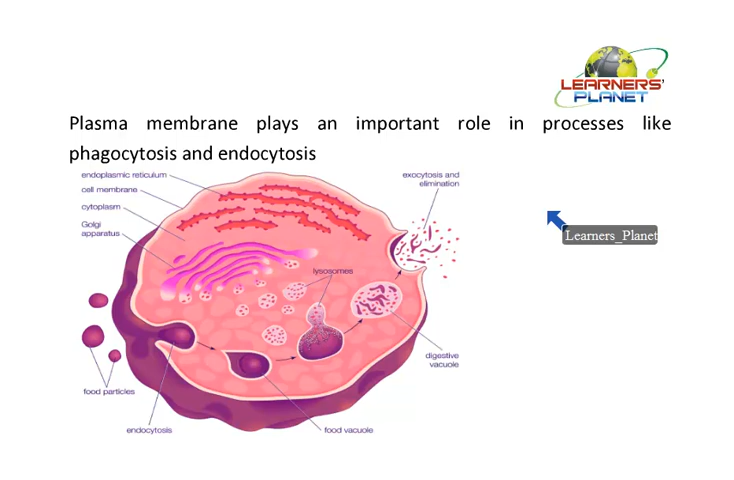 LEARNERS'
PLANET
Plasma membrane plays an important role in processes like
phagocytosis and endocytosis
endoplasmic reticulum
cell membrane
cytoplasm
Golgi
apparatus
exocytosis and
elimination
Learners_Planet
lysosomes
digestive
vacuole
food particles
endocytosis
food vacuole